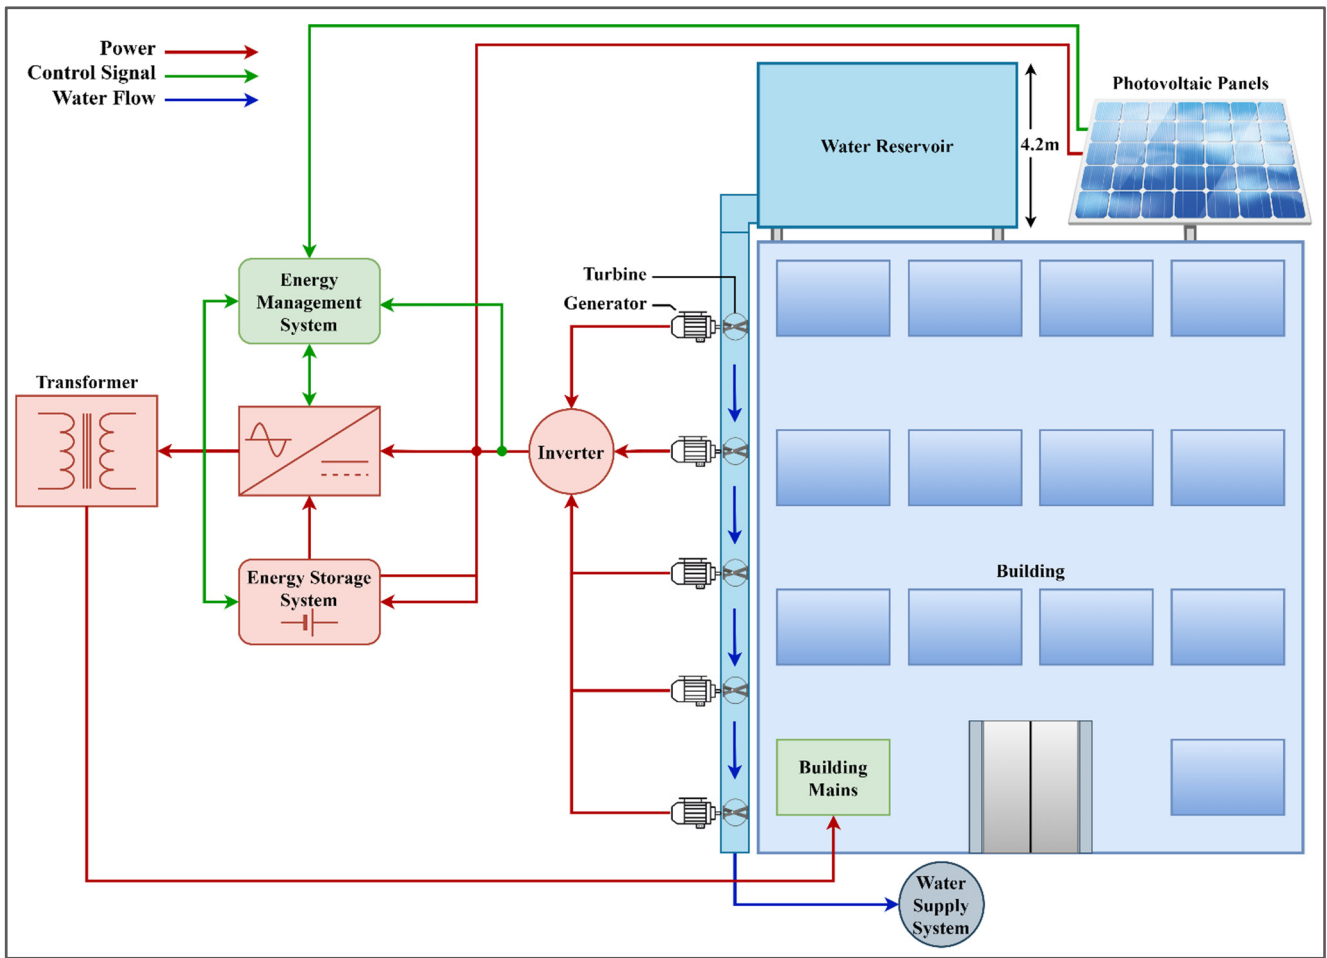 Power
Control Signal
Water Flow
Photovoltaic Panels
Water Reservoir
4.2m
Turbine
Generator
Energy
Management
System
Transformer
Inverter
Energy Storage
System
Building
Building
Mains
Water
Supply
System